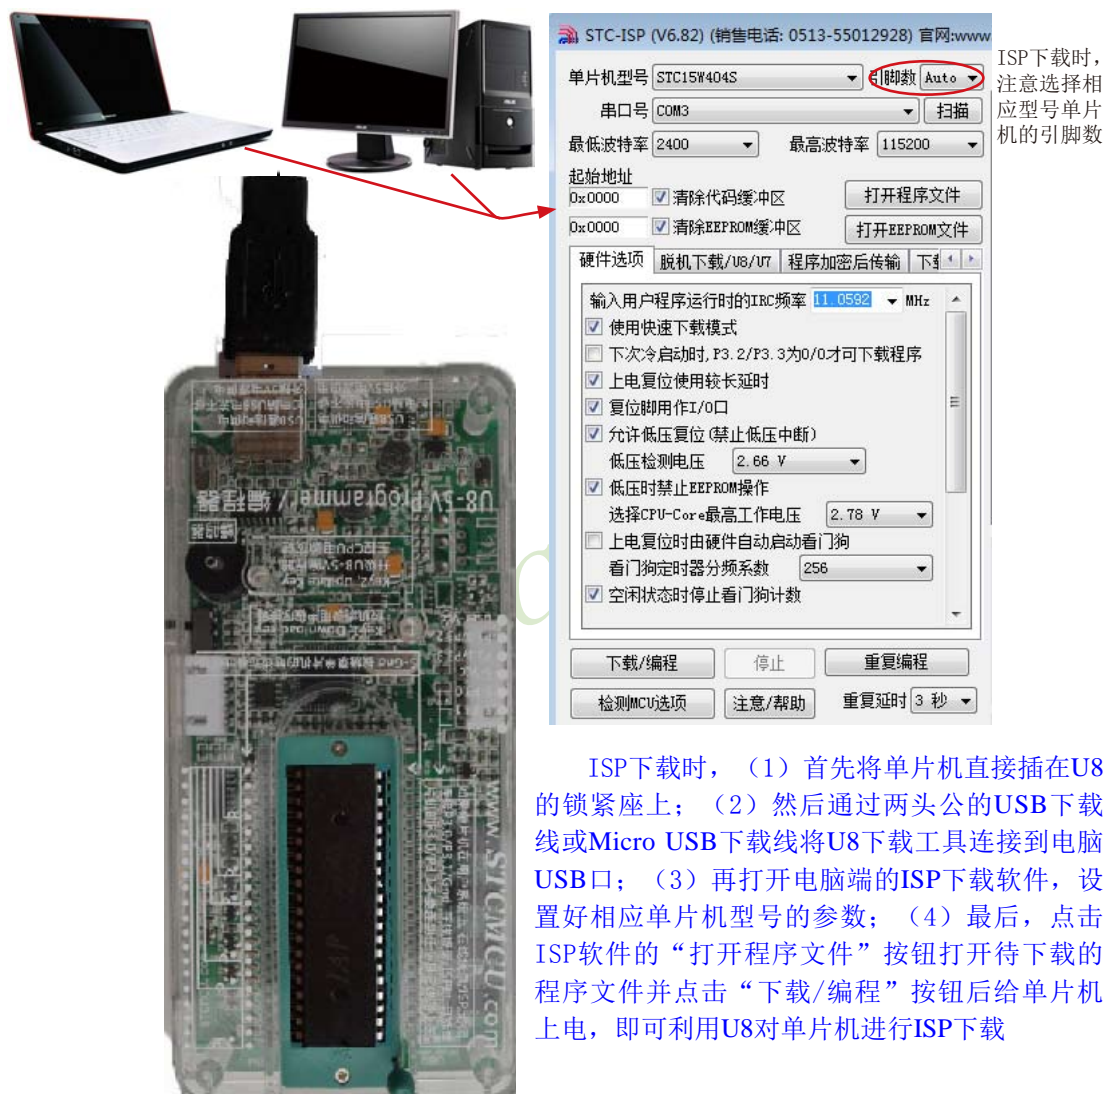 STC-ISP (V6.82) (销售电话: 0513-55012928) 官网:www
单片机型号 STC15W404S 引脚数 Auto
串口号 COM3 扫描
最低波特率 2400 最高波特率 115200
起始地址
0x0000 清除代码缓冲区 打开程序文件
0x0000 清除EEPROM缓冲区 打开EEPROM文件
硬件选项 脱机下载/U8/U7 程序加密后传输
输入用户程序运行时的IRC频率 11.0592 MHz
使用快速下载模式
下次冷启动时,P3.2/P3.3为0/0才可下载程序
上电复位使用较长延时
复位脚用作I/O口
允许低压复位(禁止低压中断)
低压检测电压 2.66 V
低压时禁止EEPROM操作
选择CPU-Core最高工作电压 2.78 V
上电复位时由硬件自动启动看门狗
看门狗定时器分频系数 256
空闲状态时停止看门狗计数
下载/编程 停止 重复编程
检测MCU选项 注意/帮助 重复延时 3 秒
ISP下载时，
注意选择相
应型号单片
机的引脚数
U8-5V Programmer / 编程器
www.STCMCU.com
ISP下载时，（1）首先将单片机直接插在U8
的锁紧座上；（2）然后通过两头公的USB下载
线或Micro USB下载线将U8下载工具连接到电脑
USB口；（3）再打开电脑端的ISP下载软件，设
置好相应单片机型号的参数；（4）最后，点击
ISP软件的“打开程序文件”按钮打开待下载的
程序文件并点击“下载/编程”按钮后给单片机
上电，即可利用U8对单片机进行ISP下载